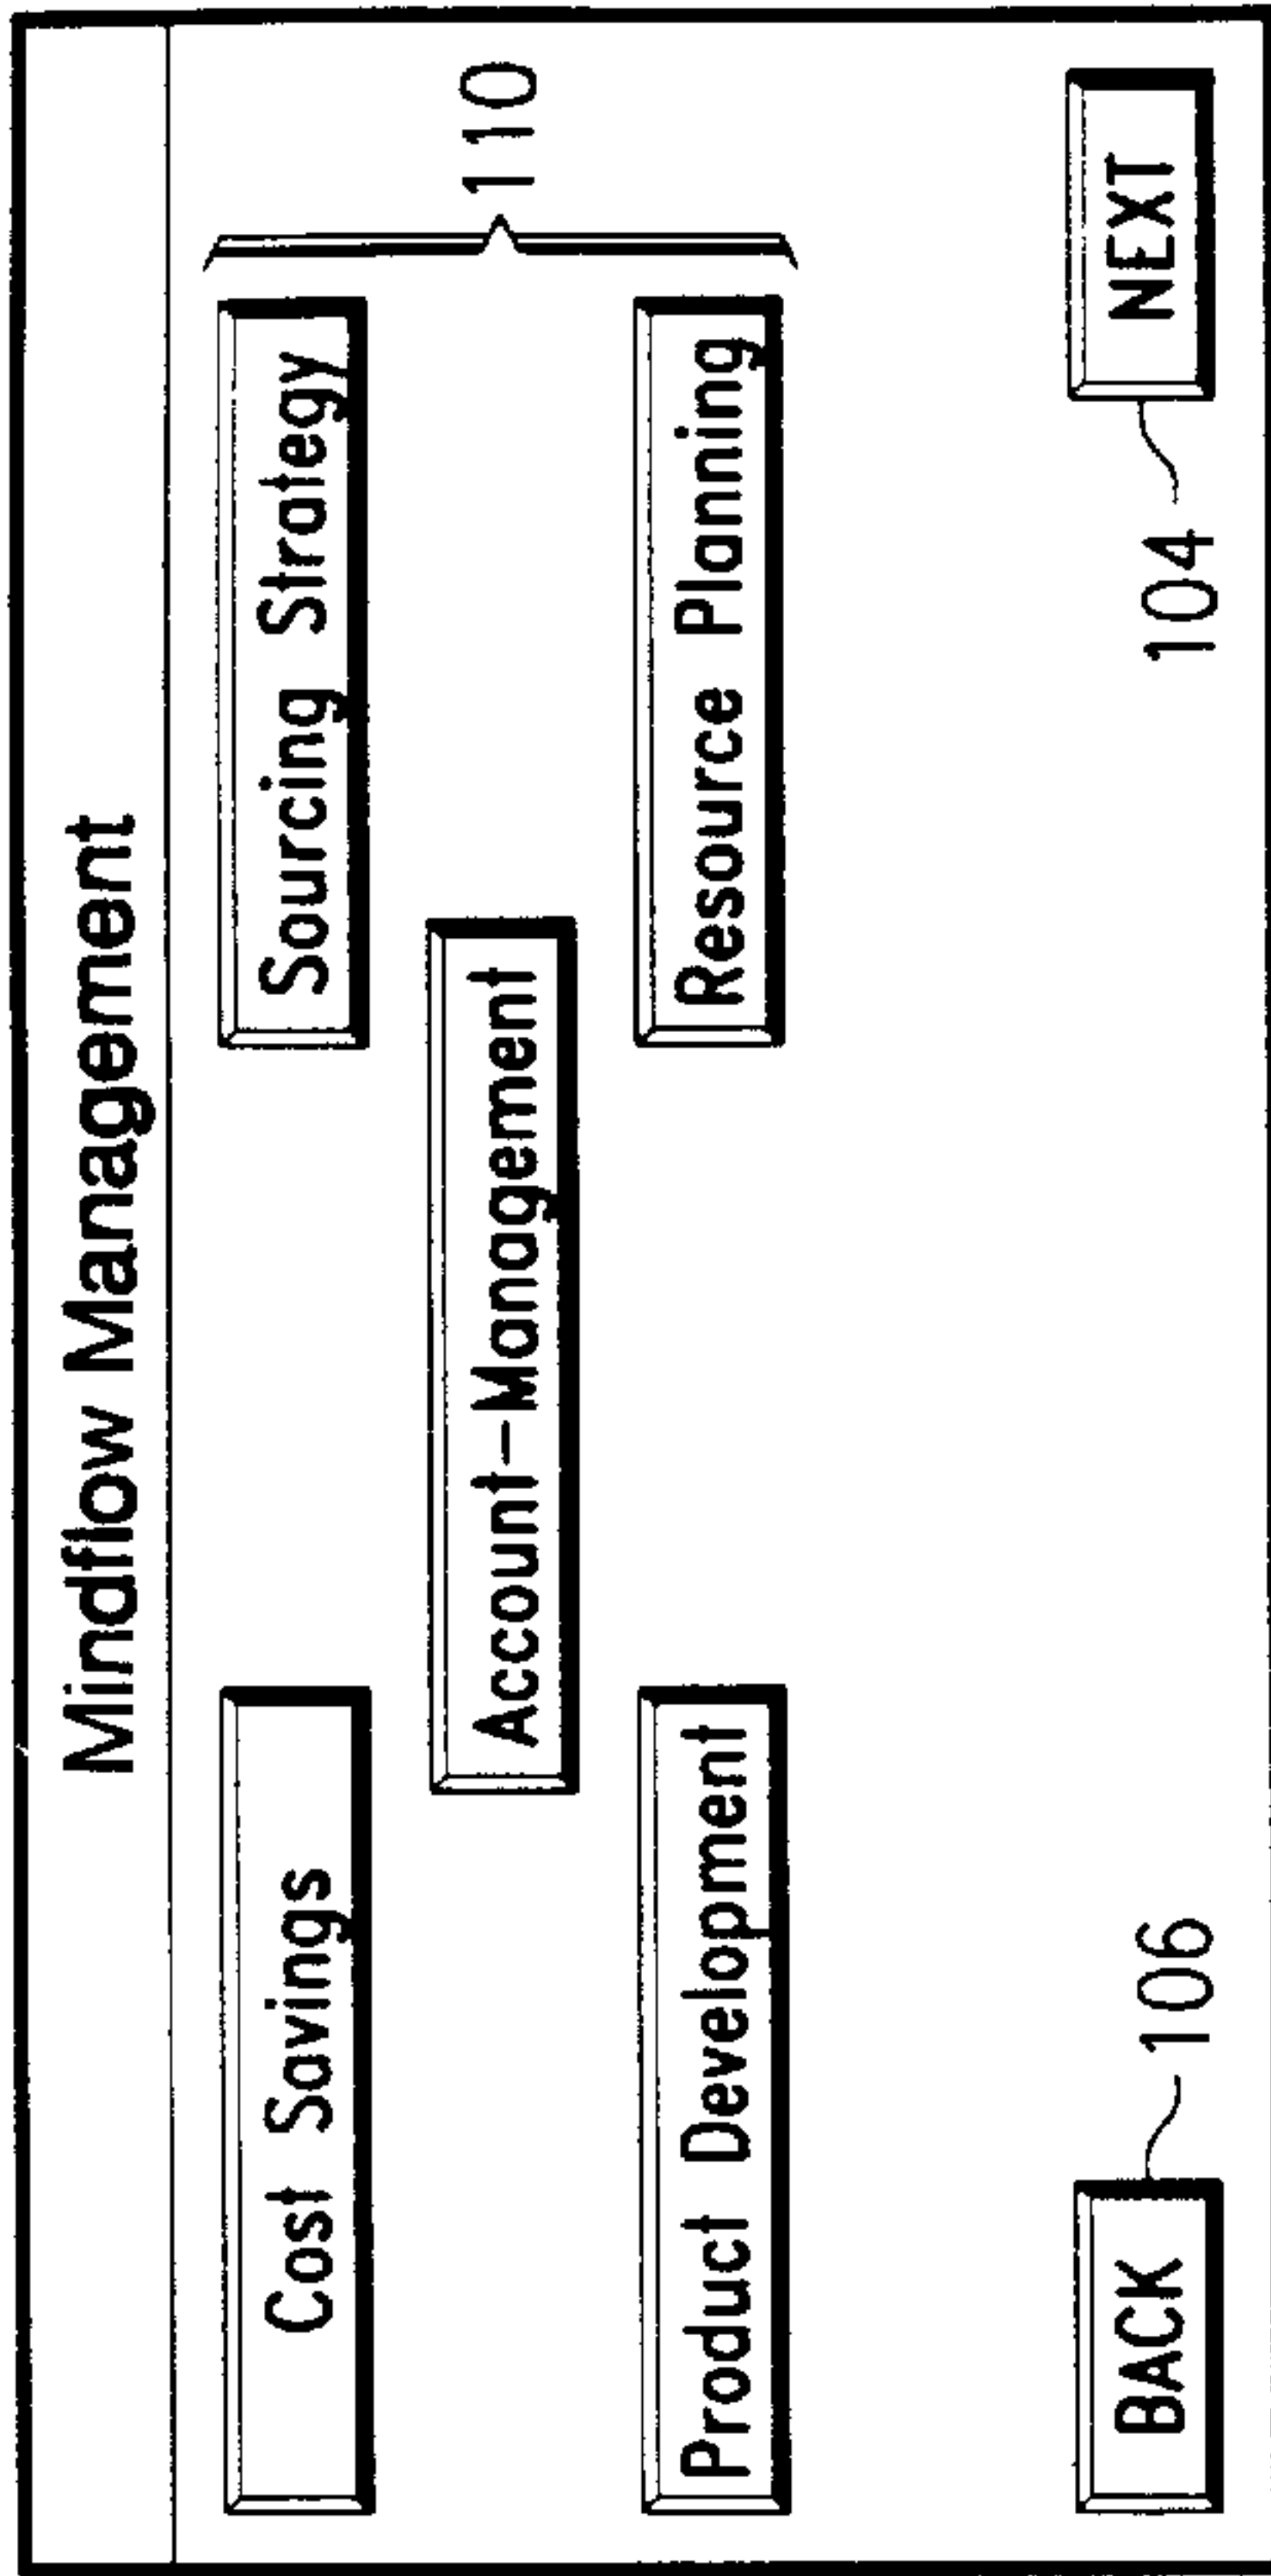 Mindflow Management
Cost Savings
Sourcing Strategy
110
Account-Management
Product Development
Resource Planning
BACK
106
104
NEXT